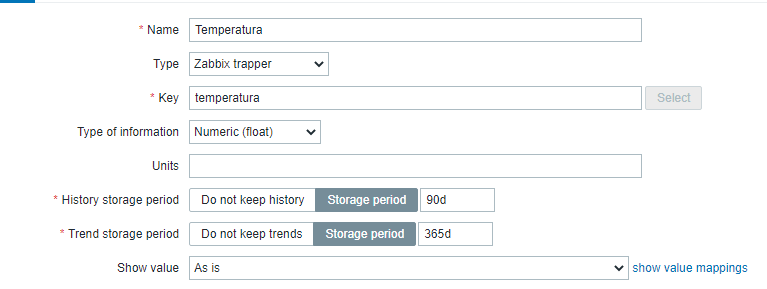 * Name Temperatura
Type Zabbix trapper
* Key temperatura Select
Type of information Numeric (float)
Units
* History storage period Do not keep history Storage period 90d
* Trend storage period Do not keep trends Storage period 365d
Show value As is show value mappings